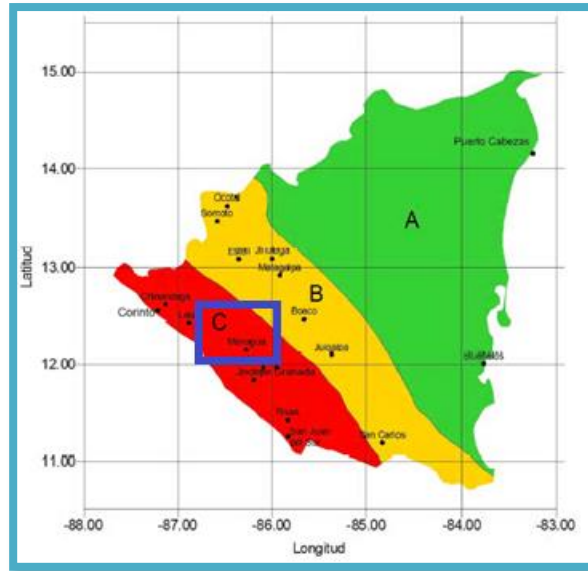 15.00
Puerto Cabezas
14.00
Ocotal
Somoto
A
Latitud
13.00
Estelí
Jinotega
Matagalpa
B
Chinandega
Corinto
León
C
Boaco
Managua
Juigalpa
12.00
Bluefields
Jinotepe
Granada
Rivas
San Juan
del Sur
San Carlos
11.00
-88.00 -87.00 -86.00 -85.00 -84.00 -83.00
Longitud